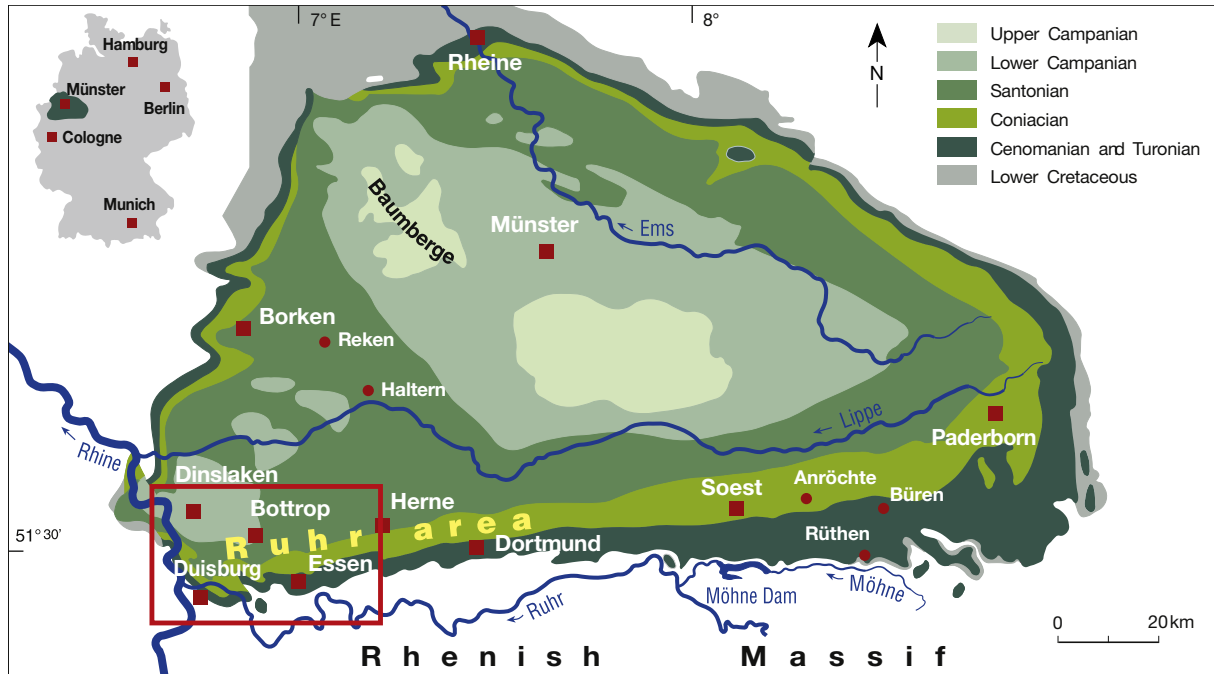 7° E
8°
Hamburg
Münster
Berlin
Cologne
Munich
N
Upper Campanian
Lower Campanian
Santonian
Coniacian
Cenomanian and Turonian
Lower Cretaceous
Rheine
Baumberge
Münster
Ems
Borken
Reken
Haltern
Rhine
Lippe
Paderborn
Dinslaken
Bottrop
Herne
Soest
Anröchte
Büren
51° 30'
Ruhr area
Duisburg
Essen
Dortmund
Rüthen
Ruhr
Möhne Dam
Möhne
0 20 km
Rhenish Massif